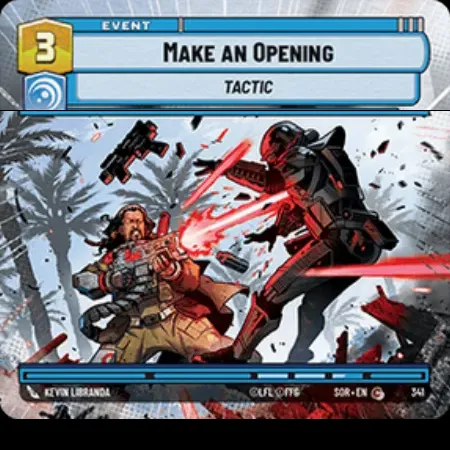 EVENT
3
MAKE AN OPENING
TACTIC
KEVIN LIBRANDA
©LFL ©FFG
SOR • EN
C
341